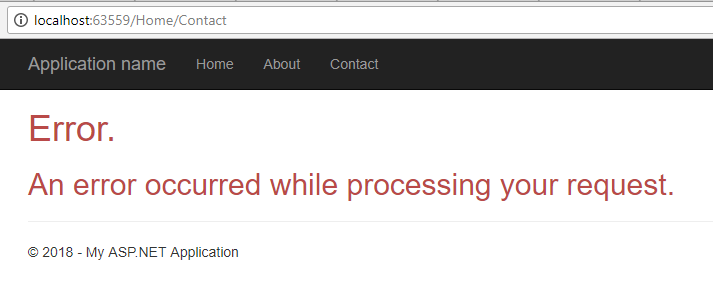 localhost:63559/Home/Contact
Application name Home About Contact
Error.
An error occurred while processing your request.
© 2018 - My ASP.NET Application